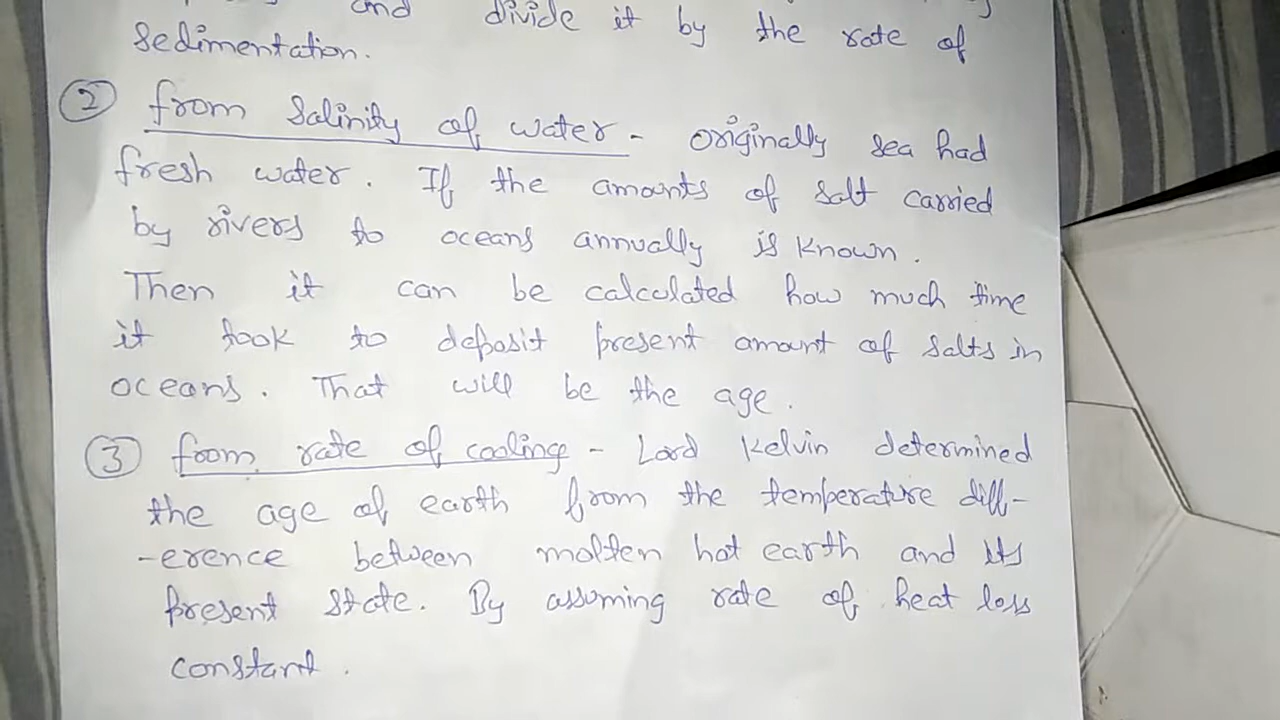 and divide it by the rate of
Sedimentation.
② from Salinity of water - Originally sea had
fresh water. If the amounts of salt carried
by rivers to oceans annually is known.
Then it can be calculated how much time
it took to deposit present amount of salts in
oceans. That will be the age.
③ from rate of cooling - Lord Kelvin determined
the age of earth from the temperature diff-
-erence between molten hot earth and its
present state. By assuming rate of heat loss
constant.